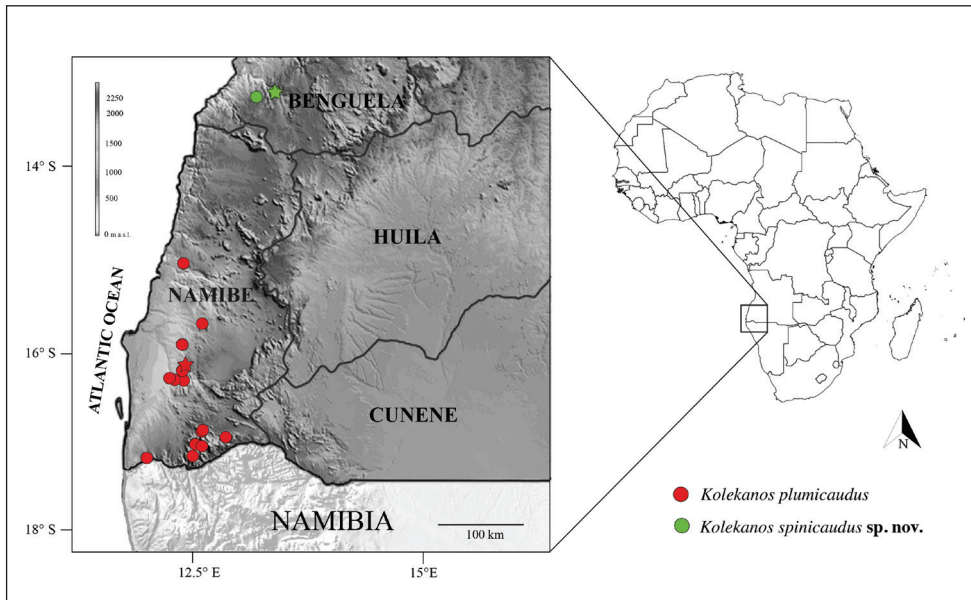 2250
2000
1500
1000
500
0 m a.s.l.
BENGUELA
14° S
HUILA
NAMIBE
ATLANTIC OCEAN
16° S
CUNENE
N
NAMIBIA
100 km
18° S
12.5° E
15°E
Kolekanos plumicaudus
Kolekanos spinicaudus sp. nov.